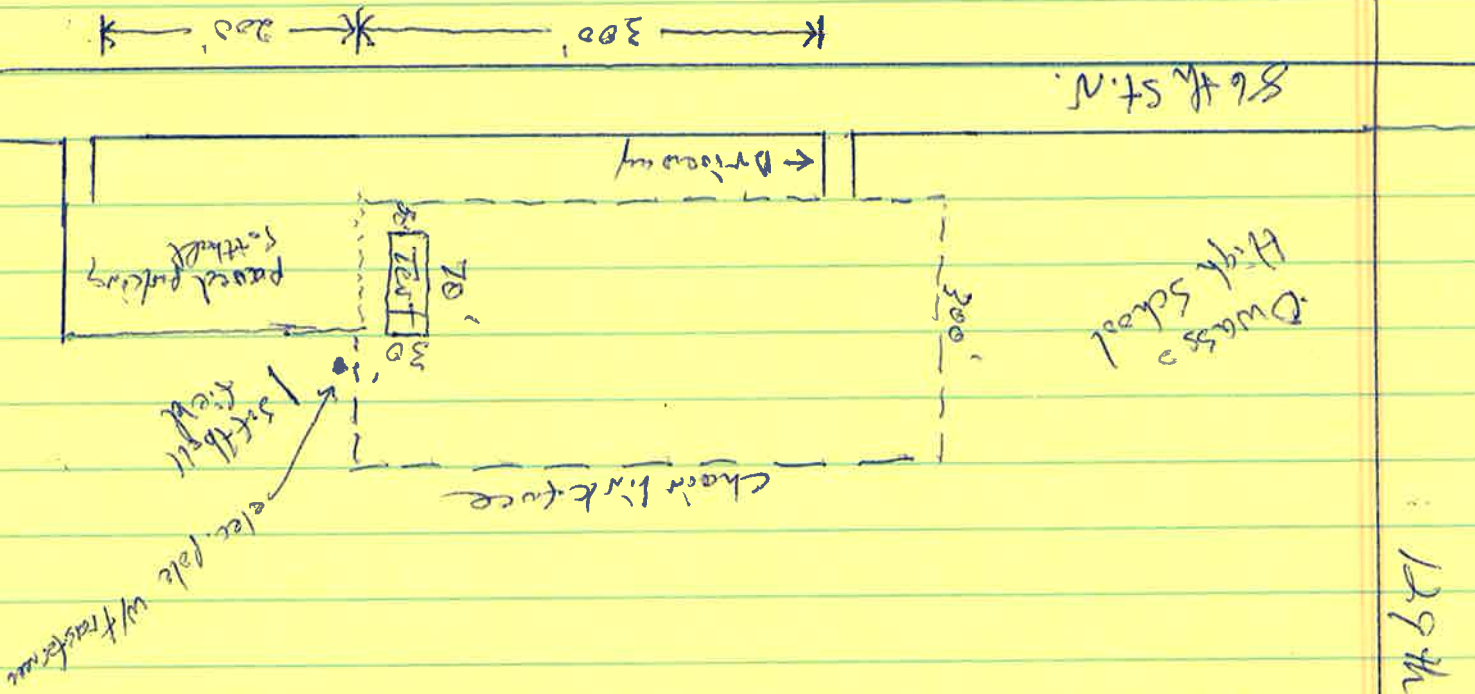 129th
elec. pole w/transformer
chain link fence
Softball
field
Owasso
High School
300'
30'
Tent
70'
paved parking
Softball
← Driveway
86th St. N.
300'
200'